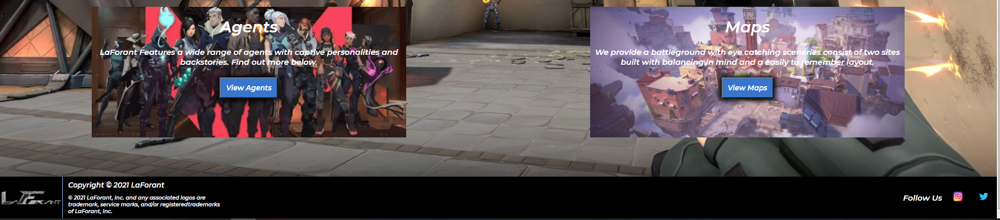 Agents
LaForant Features a wide range of agents with captive personalities and
backstories. Find out more below.
View Agents
Maps
We provide a battleground with eye catching sceneries consist of two sites
built with balancing in mind and a easily to remember layout.
View Maps
LAFORANT
Copyright © 2021 LaForant
© 2021 LaForant, Inc. and any associated logos are
trademark, service marks, and/or registeredtrademarks
of LaForant, Inc.
Follow Us